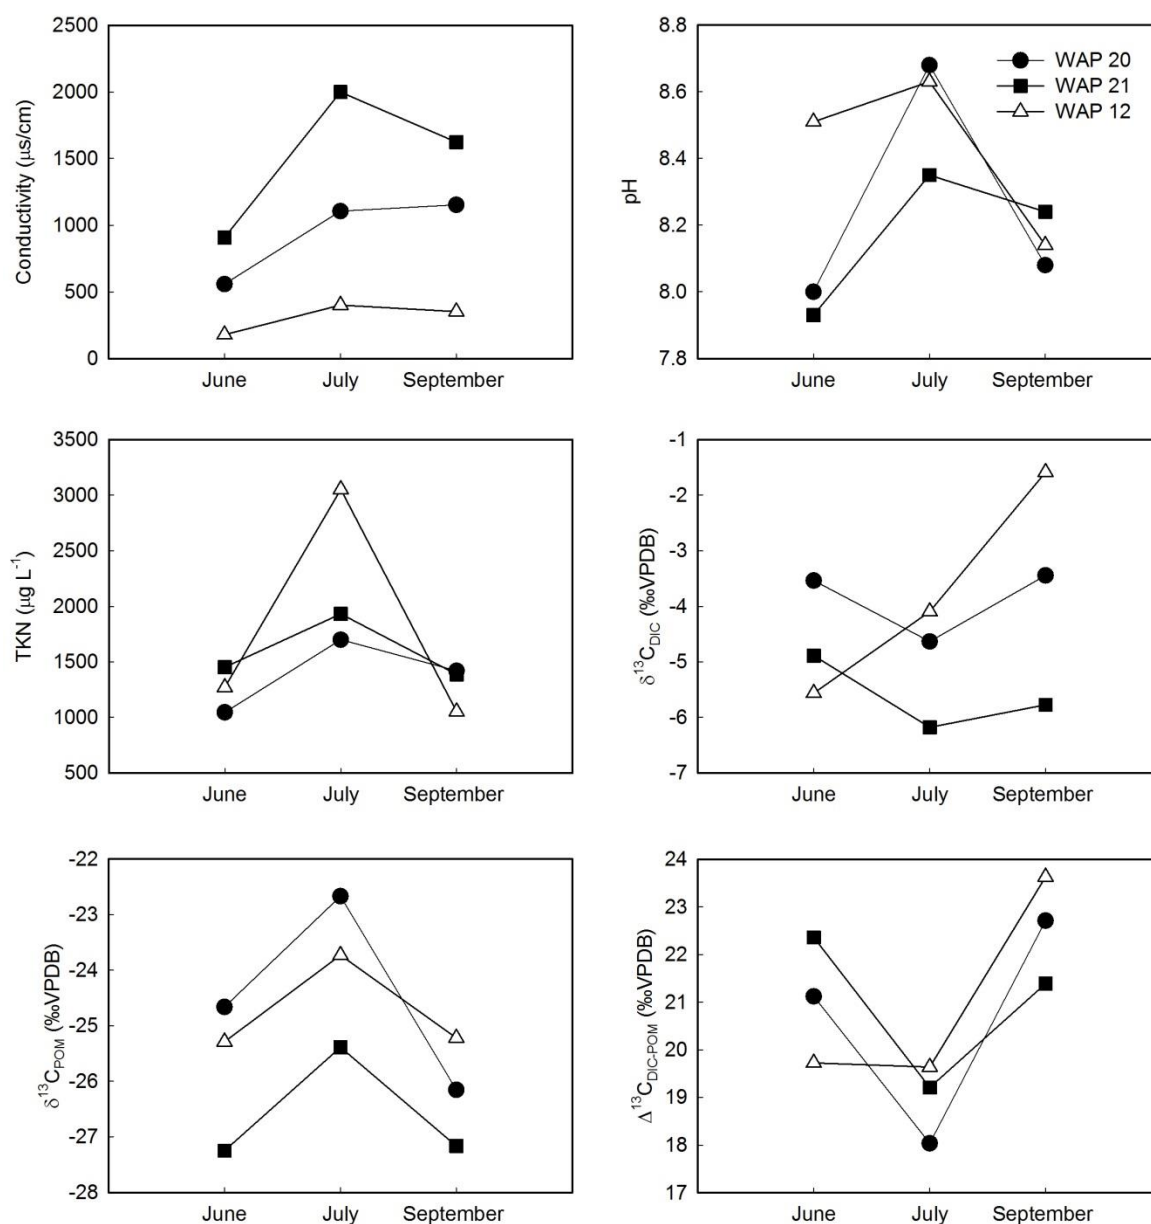 Conductivity (μs/cm)
2500
2000
1500
1000
500
0
June July September
pH
8.8
8.6
8.4
8.2
8.0
7.8
WAP 20
WAP 21
WAP 12
June July September
TKN (μg L⁻¹)
3500
3000
2500
2000
1500
1000
500
June July September
δ¹³C_DIC (‰VPDB)
-1
-2
-3
-4
-5
-6
-7
June July September
δ¹³C_POM (‰VPDB)
-22
-23
-24
-25
-26
-27
-28
June July September
Δ¹³C_DIC-POM (‰VPDB)
24
23
22
21
20
19
18
17
June July September